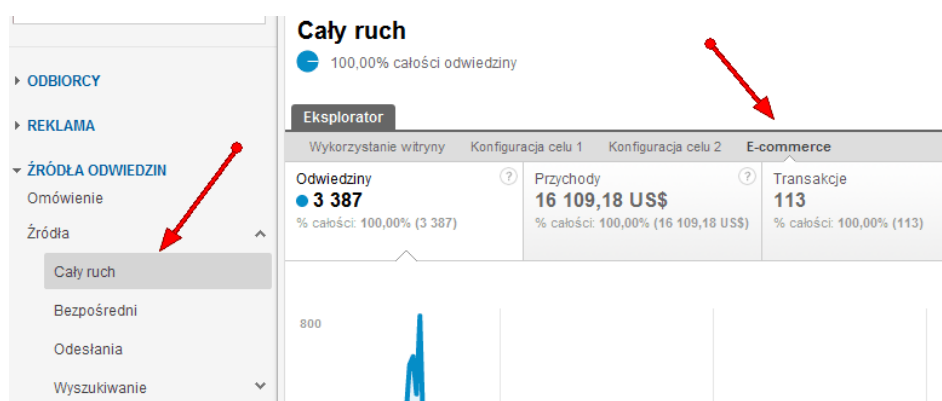 Cały ruch
100,00% całości odwiedziny
ODBIORCY
REKLAMA
ŹRÓDŁA ODWIEDZIN
Omówienie
Źródła
Cały ruch
Bezpośredni
Odesłania
Wyszukiwanie
Eksplorator
Wykorzystanie witryny Konfiguracja celu 1 Konfiguracja celu 2 E-commerce
Odwiedziny ?
3 387
% całości: 100,00% (3 387)
Przychody ?
16 109,18 US$
% całości: 100,00% (16 109,18 US$)
Transakcje
113
% całości: 100,00% (113)
800